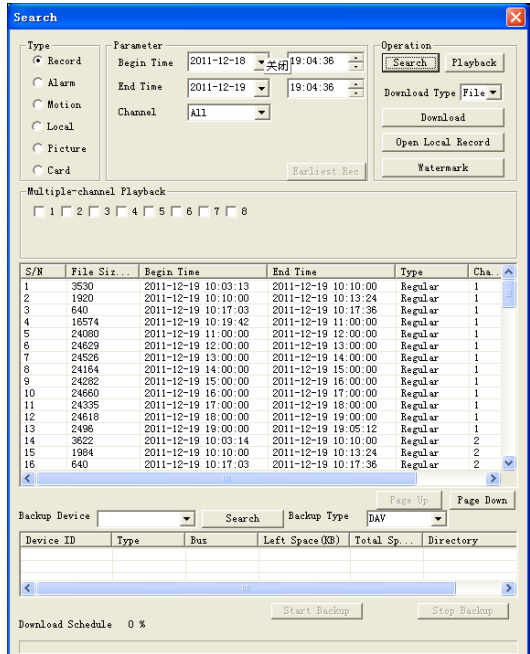 Search
Type Parameter Operation
Record Begin Time 2011-12-18 关闭 19:04:36 Search Playback
Alarm End Time 2011-12-19 19:04:36 Download Type File
Motion Channel All Download
Local Open Local Record
Picture Watermark
Card Earliest Rec
Multiple-channel Playback
1 2 3 4 5 6 7 8
S/N File Siz... Begin Time End Time Type Cha...
1 3530 2011-12-19 10:03:13 2011-12-19 10:10:00 Regular 1
2 1920 2011-12-19 10:10:00 2011-12-19 10:13:24 Regular 1
3 640 2011-12-19 10:17:03 2011-12-19 10:17:36 Regular 1
4 16574 2011-12-19 10:19:42 2011-12-19 11:00:00 Regular 1
5 24080 2011-12-19 11:00:00 2011-12-19 12:00:00 Regular 1
6 24629 2011-12-19 12:00:00 2011-12-19 13:00:00 Regular 1
7 24526 2011-12-19 13:00:00 2011-12-19 14:00:00 Regular 1
8 24164 2011-12-19 14:00:00 2011-12-19 15:00:00 Regular 1
9 24282 2011-12-19 15:00:00 2011-12-19 16:00:00 Regular 1
10 24660 2011-12-19 16:00:00 2011-12-19 17:00:00 Regular 1
11 24335 2011-12-19 17:00:00 2011-12-19 18:00:00 Regular 1
12 24618 2011-12-19 18:00:00 2011-12-19 19:00:00 Regular 1
13 2496 2011-12-19 19:00:00 2011-12-19 19:05:12 Regular 1
14 3622 2011-12-19 10:03:14 2011-12-19 10:10:00 Regular 2
15 1984 2011-12-19 10:10:00 2011-12-19 10:13:24 Regular 2
16 640 2011-12-19 10:17:03 2011-12-19 10:17:36 Regular 2
Page Up Page Down
Backup Device Search Backup Type DAV
Device ID Type Bus Left Space(KB) Total Sp... Directory
Start Backup Stop Backup
Download Schedule 0 %